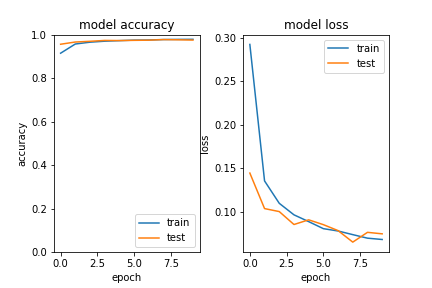 model accuracy
accuracy
1.0
0.8
0.6
0.4
0.2
0.0
0.0
2.5
5.0
7.5
epoch
train
test
model loss
loss
0.30
0.25
0.20
0.15
0.10
0.0
2.5
5.0
7.5
epoch
train
test